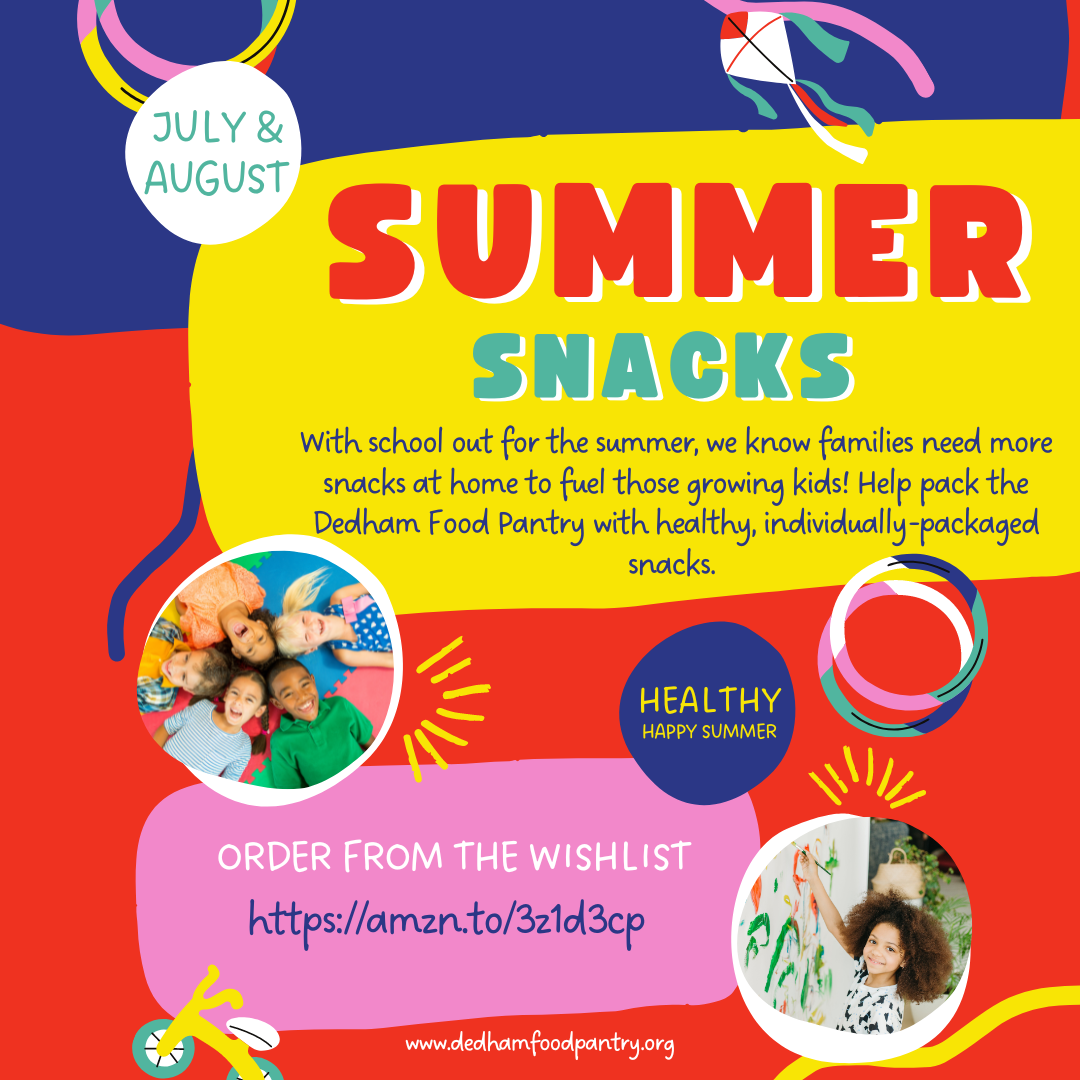 JULY &
AUGUST
SUMMER
SNACKS
With school out for the summer, we know families need more
snacks at home to fuel those growing kids! Help pack the
Dedham Food Pantry with healthy, individually-packaged
snacks.
HEALTHY
HAPPY SUMMER
ORDER FROM THE WISHLIST
https://amzn.to/3z1d3cp
www.dedhamfoodpantry.org